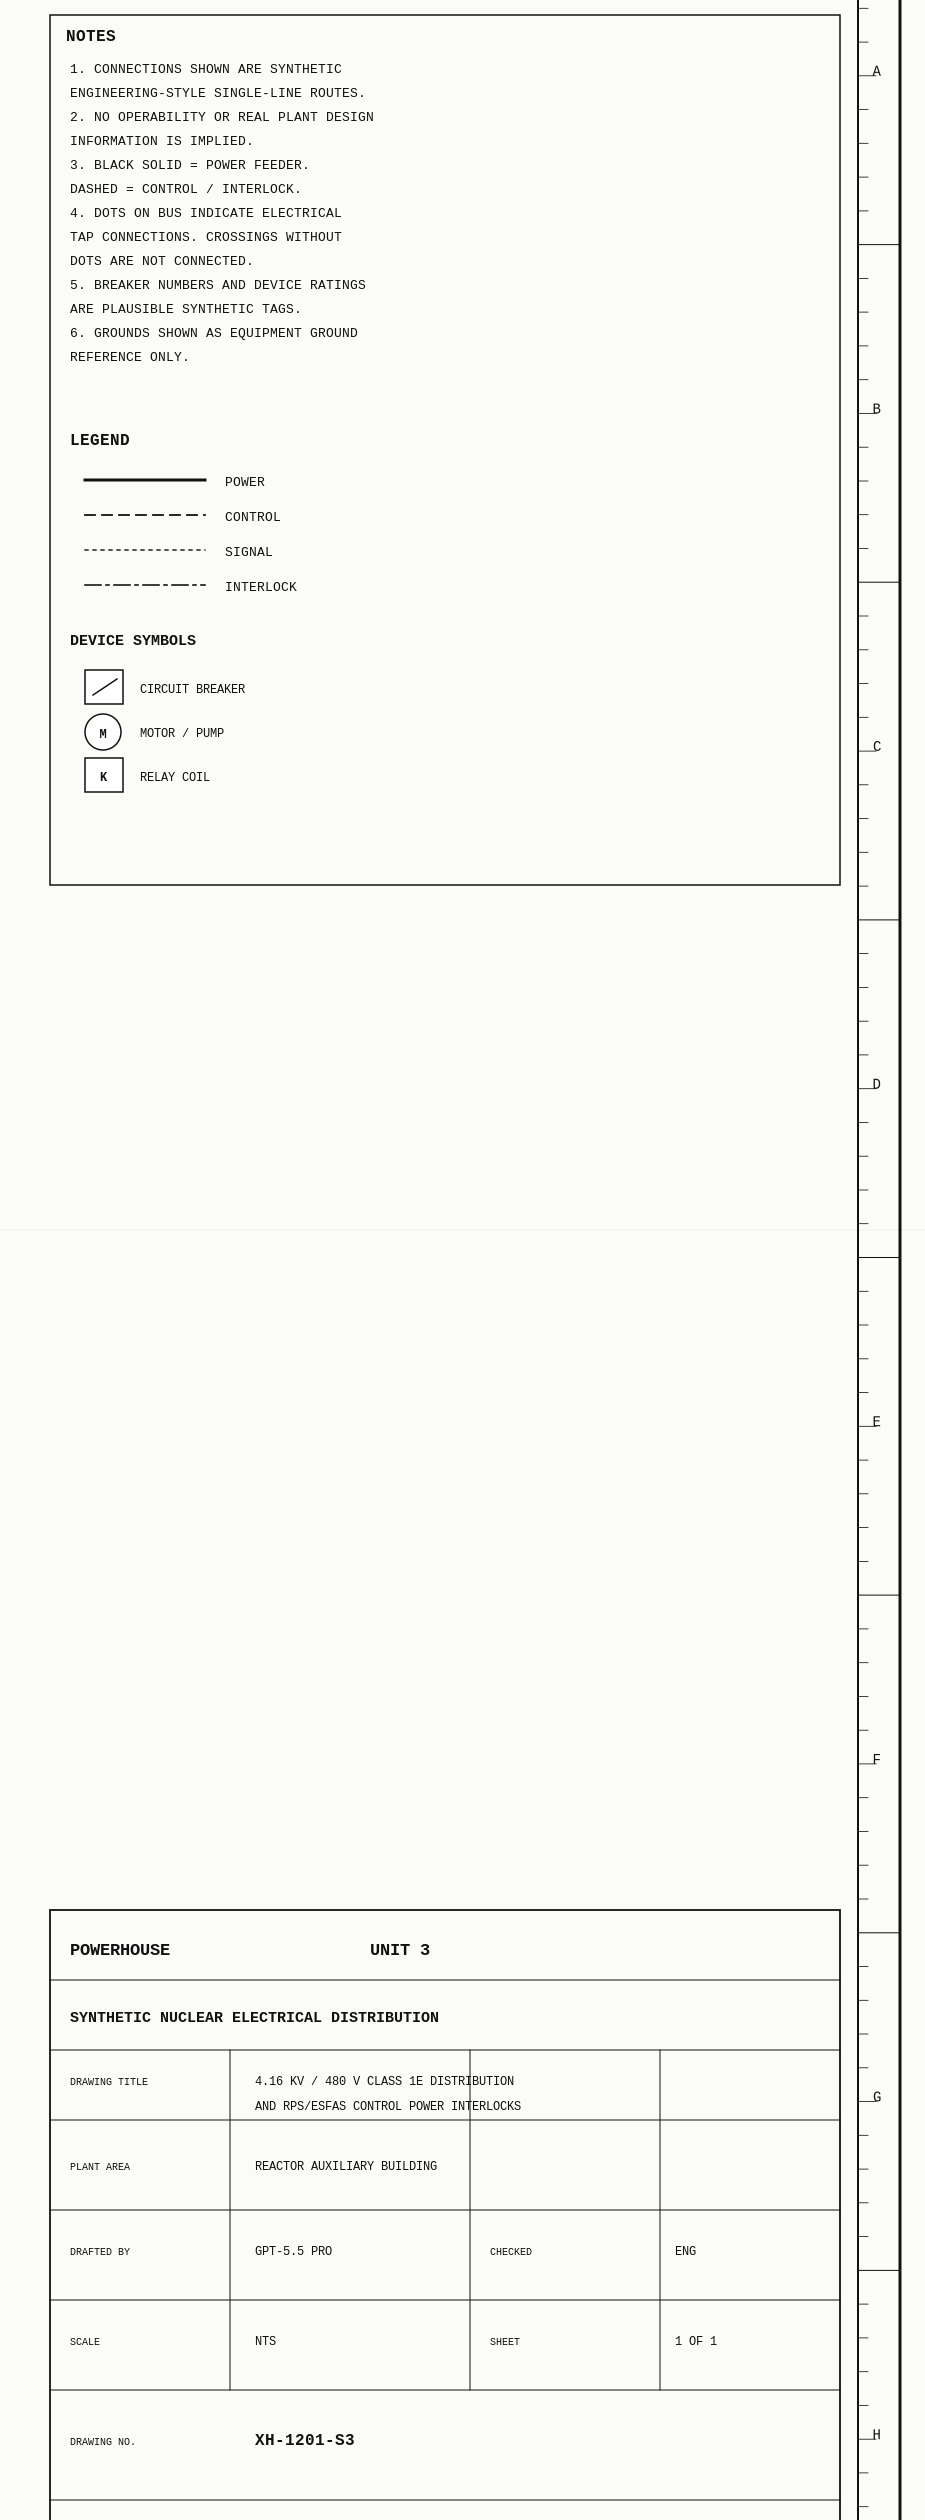 NOTES
1. CONNECTIONS SHOWN ARE SYNTHETIC
ENGINEERING-STYLE SINGLE-LINE ROUTES.
2. NO OPERABILITY OR REAL PLANT DESIGN
INFORMATION IS IMPLIED.
3. BLACK SOLID = POWER FEEDER.
DASHED = CONTROL / INTERLOCK.
4. DOTS ON BUS INDICATE ELECTRICAL
TAP CONNECTIONS. CROSSINGS WITHOUT
DOTS ARE NOT CONNECTED.
5. BREAKER NUMBERS AND DEVICE RATINGS
ARE PLAUSIBLE SYNTHETIC TAGS.
6. GROUNDS SHOWN AS EQUIPMENT GROUND
REFERENCE ONLY.
LEGEND
POWER
CONTROL
SIGNAL
INTERLOCK
DEVICE SYMBOLS
CIRCUIT BREAKER
M MOTOR / PUMP
K RELAY COIL
A
B
C
D
E
F
G
H
POWERHOUSE UNIT 3
SYNTHETIC NUCLEAR ELECTRICAL DISTRIBUTION
DRAWING TITLE 4.16 KV / 480 V CLASS 1E DISTRIBUTION
AND RPS/ESFAS CONTROL POWER INTERLOCKS
PLANT AREA REACTOR AUXILIARY BUILDING
DRAFTED BY GPT-5.5 PRO CHECKED ENG
SCALE NTS SHEET 1 OF 1
DRAWING NO. XH-1201-S3